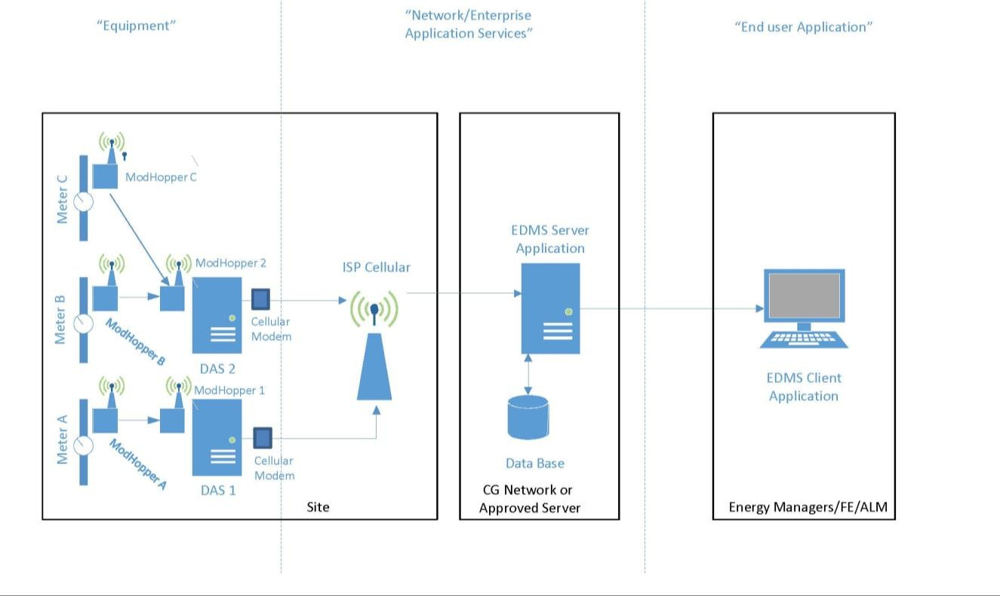 “Equipment”
“Network/Enterprise
Application Services”
“End user Application”
ModHopper C
Meter C
EDMS Server
Application
ModHopper 2
ISP Cellular
Meter B
Cellular
Modem
ModHopper B
DAS 2
EDMS Client
Application
ModHopper 1
Meter A
ModHopper A
Cellular
Modem
Data Base
DAS 1
CG Network or
Approved Server
Site
Energy Managers/FE/ALM